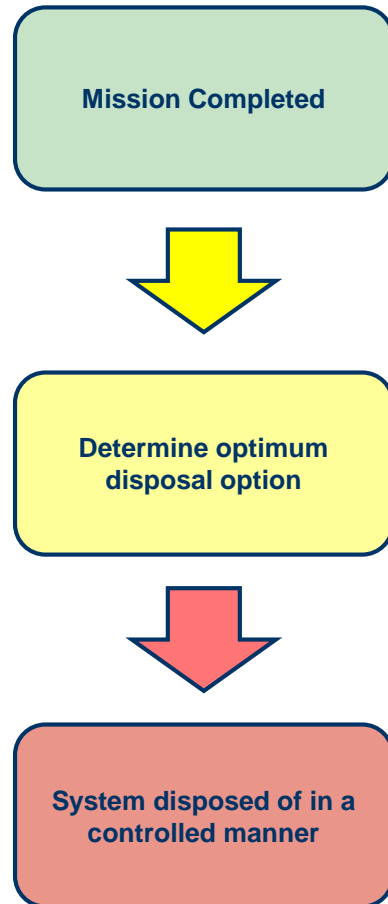 Mission Completed
Determine optimum
disposal option
System disposed of in a
controlled manner